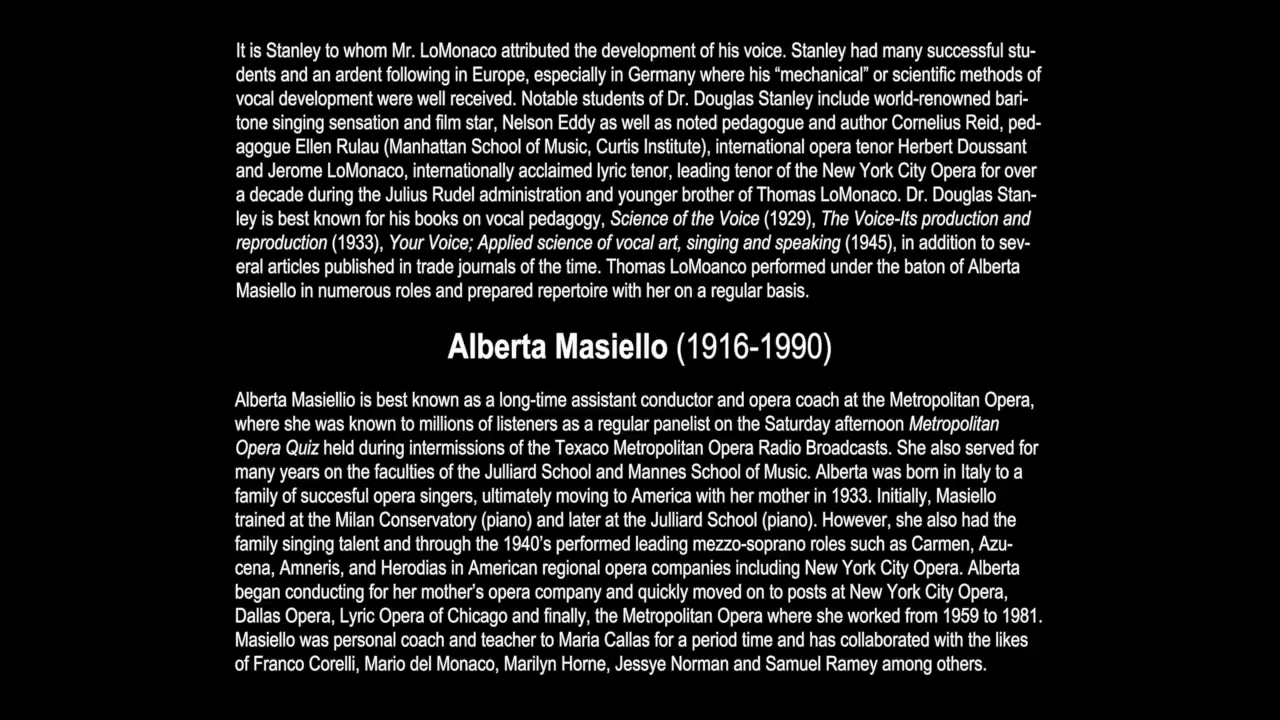 It is Stanley to whom Mr. LoMonaco attributed the development of his voice. Stanley had many successful stu-
dents and an ardent following in Europe, especially in Germany where his “mechanical” or scientific methods of
vocal development were well received. Notable students of Dr. Douglas Stanley include world-renowned bari-
tone singing sensation and film star, Nelson Eddy as well as noted pedagogue and author Cornelius Reid, ped-
agogue Ellen Rulau (Manhattan School of Music, Curtis Institute), international opera tenor Herbert Doussant
and Jerome LoMonaco, internationally acclaimed lyric tenor, leading tenor of the New York City Opera for over
a decade during the Julius Rudel administration and younger brother of Thomas LoMonaco. Dr. Douglas Stan-
ley is best known for his books on vocal pedagogy, Science of the Voice (1929), The Voice-Its production and
reproduction (1933), Your Voice; Applied science of vocal art, singing and speaking (1945), in addition to sev-
eral articles published in trade journals of the time. Thomas LoMoanco performed under the baton of Alberta
Masiello in numerous roles and prepared repertoire with her on a regular basis.
Alberta Masiello (1916-1990)
Alberta Masiellio is best known as a long-time assistant conductor and opera coach at the Metropolitan Opera,
where she was known to millions of listeners as a regular panelist on the Saturday afternoon Metropolitan
Opera Quiz held during intermissions of the Texaco Metropolitan Opera Radio Broadcasts. She also served for
many years on the faculties of the Julliard School and Mannes School of Music. Alberta was born in Italy to a
family of succesful opera singers, ultimately moving to America with her mother in 1933. Initially, Masiello
trained at the Milan Conservatory (piano) and later at the Julliard School (piano). However, she also had the
family singing talent and through the 1940’s performed leading mezzo-soprano roles such as Carmen, Azu-
cena, Amneris, and Herodias in American regional opera companies including New York City Opera. Alberta
began conducting for her mother’s opera company and quickly moved on to posts at New York City Opera,
Dallas Opera, Lyric Opera of Chicago and finally, the Metropolitan Opera where she worked from 1959 to 1981.
Masiello was personal coach and teacher to Maria Callas for a period time and has collaborated with the likes
of Franco Corelli, Mario del Monaco, Marilyn Horne, Jessye Norman and Samuel Ramey among others.